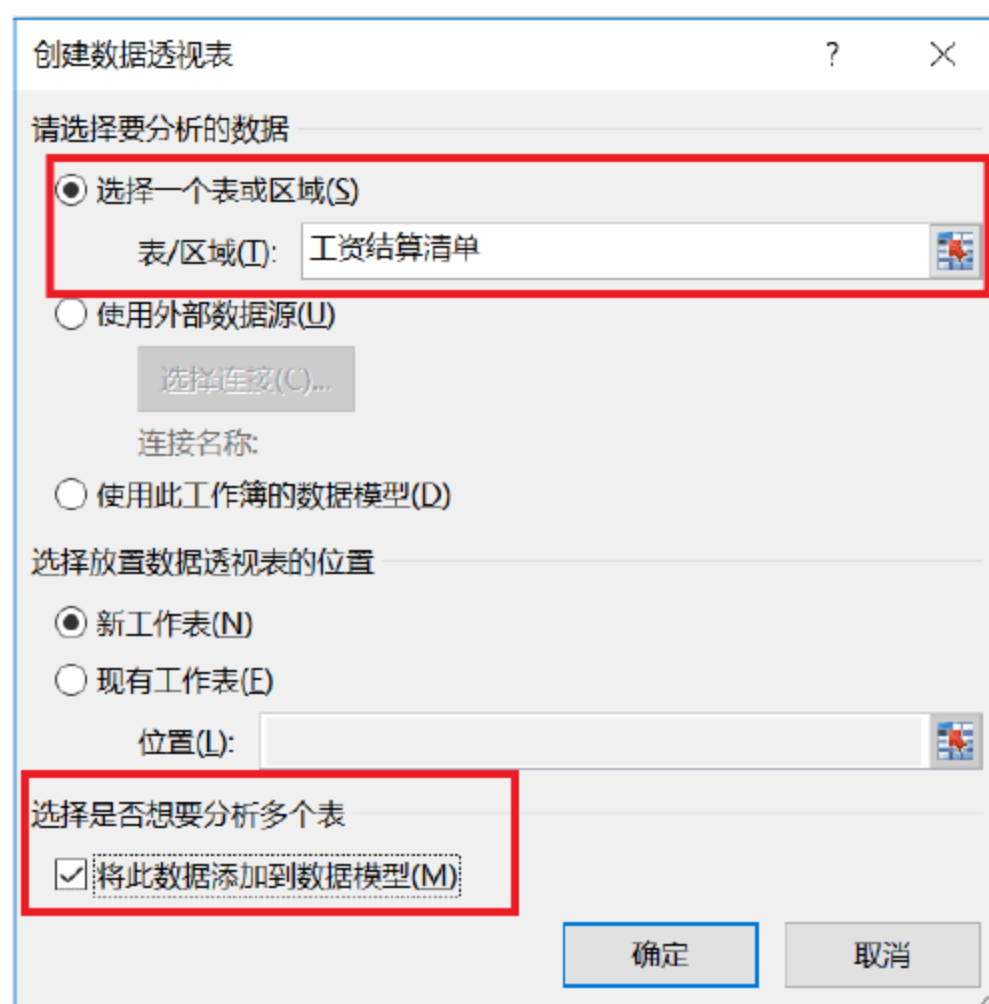 创建数据透视表 ?
请选择要分析的数据
选择一个表或区域(S)
表/区域(T): 工资结算清单
使用外部数据源(U)
选择连接(C)...
连接名称:
使用此工作簿的数据模型(D)
选择放置数据透视表的位置
新工作表(N)
现有工作表(E)
位置(L):
选择是否想要分析多个表
将此数据添加到数据模型(M)
确定 取消